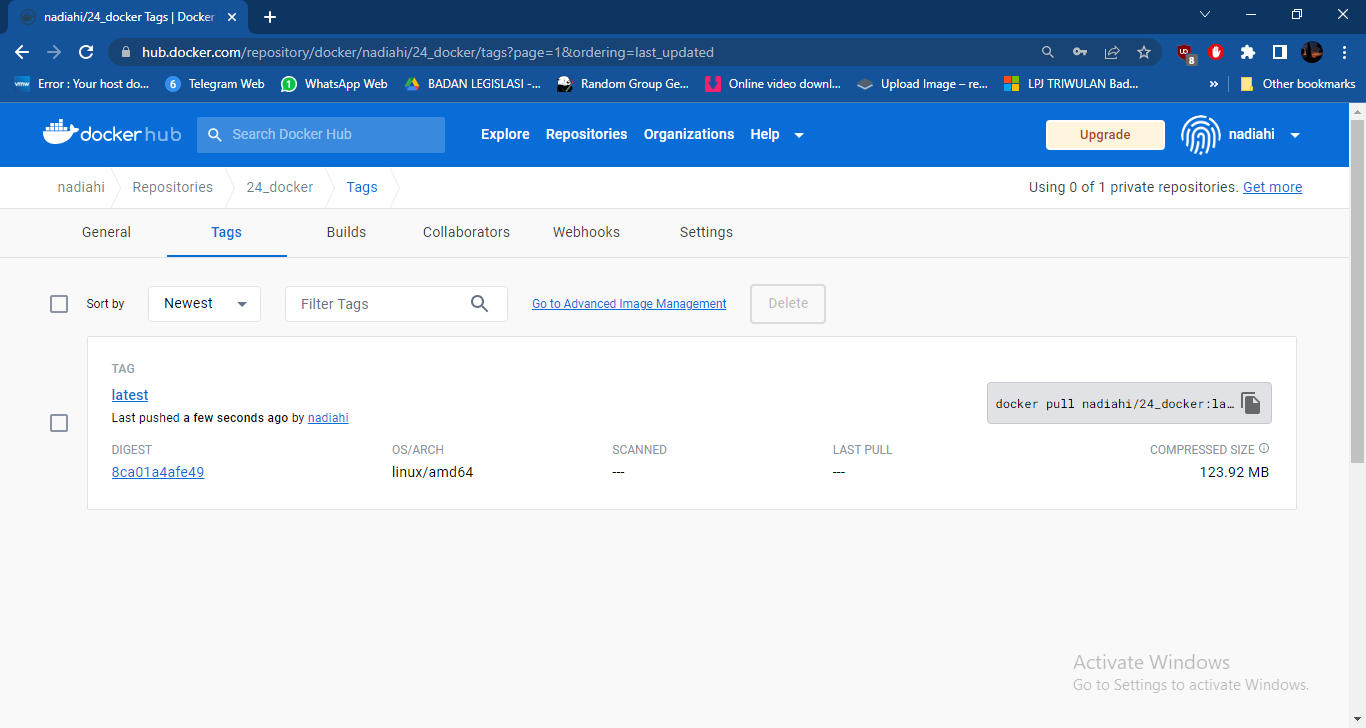 nadiahi/24_docker Tags | Docker
hub.docker.com/repository/docker/nadiahi/24_docker/tags?page=1&ordering=last_updated
8
vmw Error : Your host do... 6 Telegram Web 1 WhatsApp Web BADAN LEGISLASI -... Random Group Ge... Online video downl... Upload Image – re... LPJ TRIWULAN Bad... » Other bookmarks
docker hub Search Docker Hub Explore Repositories Organizations Help Upgrade nadiahi
nadiahi Repositories 24_docker Tags Using 0 of 1 private repositories. Get more
General Tags Builds Collaborators Webhooks Settings
Sort by Newest Filter Tags Go to Advanced Image Management Delete
TAG
latest
docker pull nadiahi/24_docker:la…
Last pushed a few seconds ago by nadiahi
DIGEST OS/ARCH SCANNED LAST PULL COMPRESSED SIZE
8ca01a4afe49 linux/amd64 --- --- 123.92 MB
Activate Windows
Go to Settings to activate Windows.